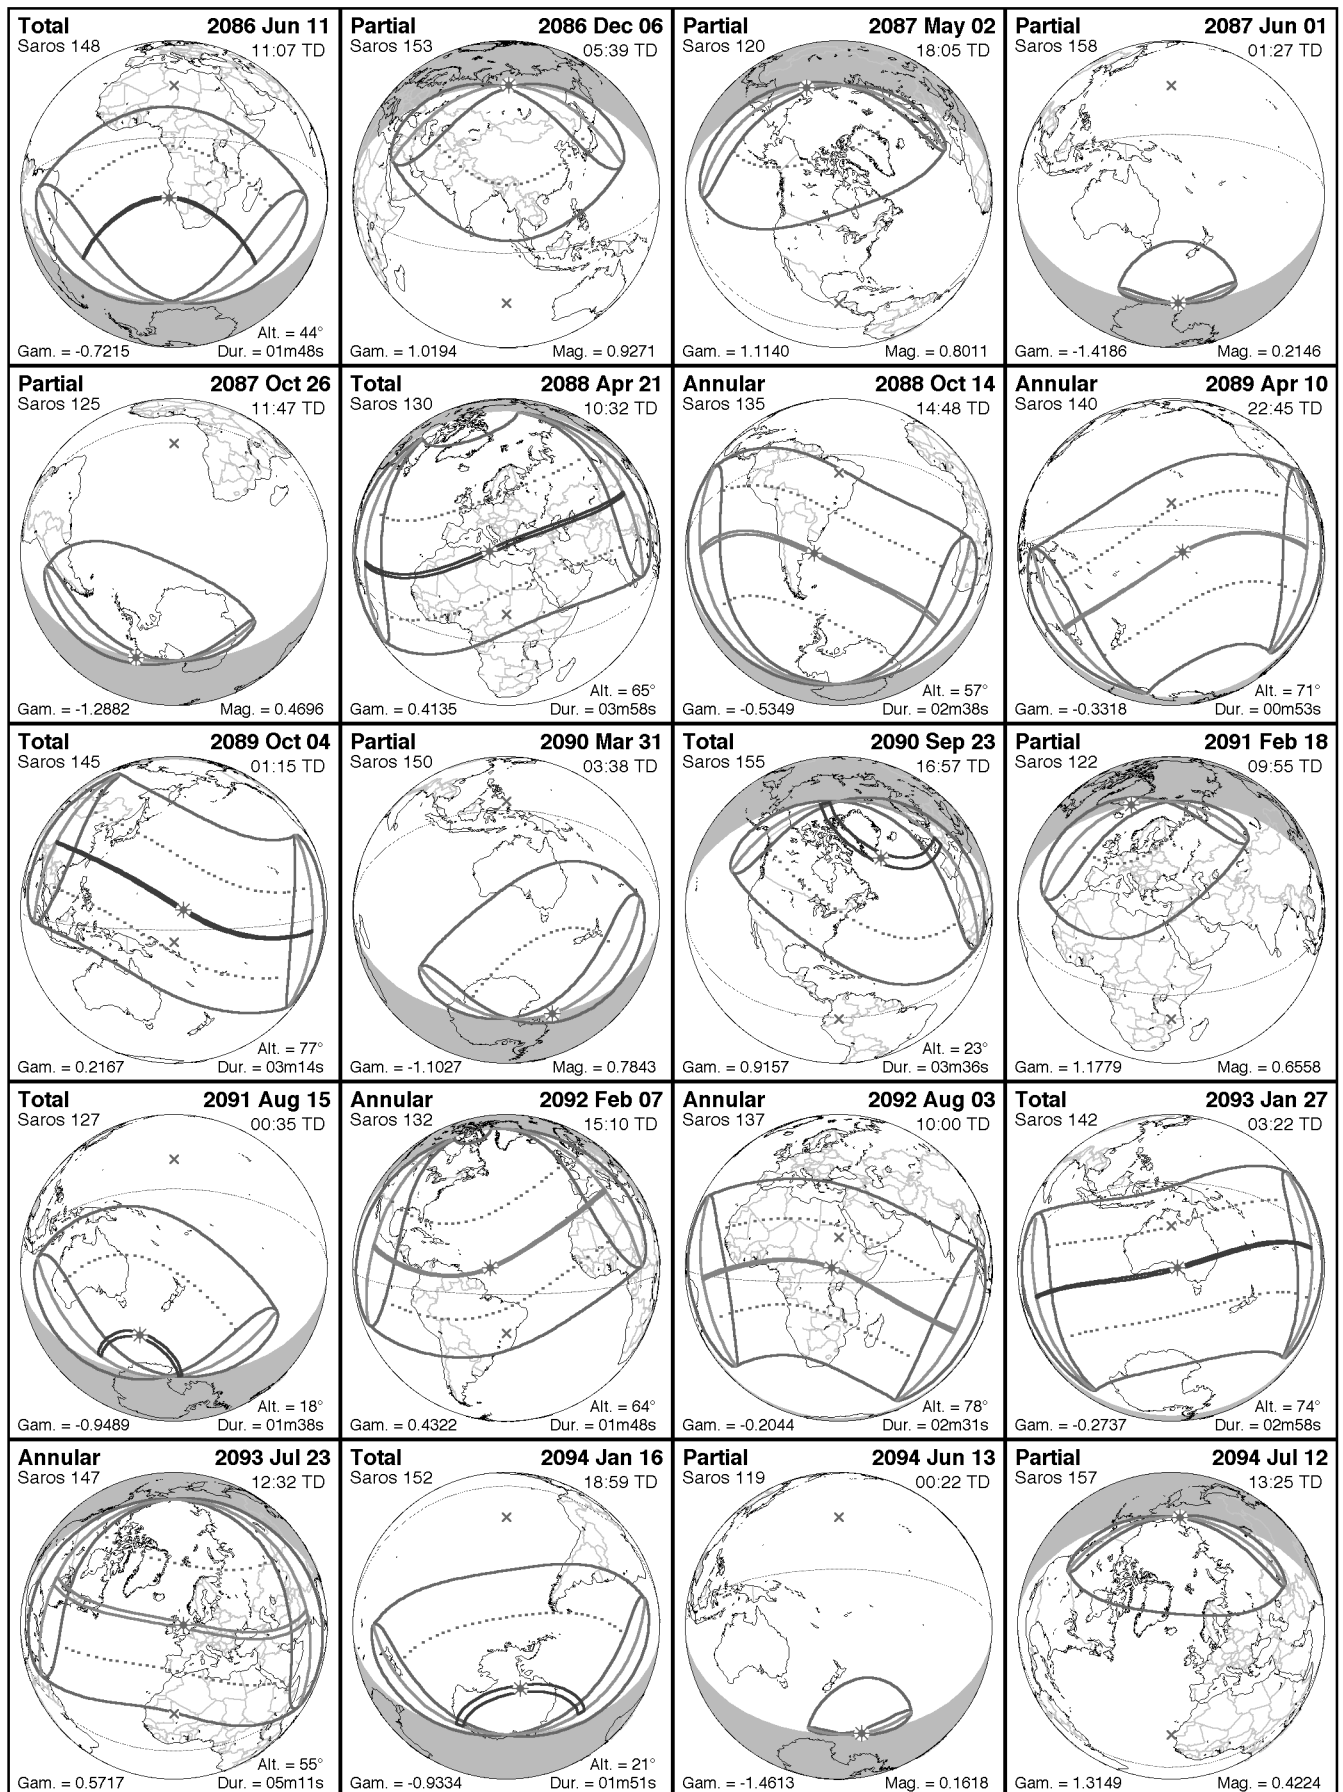 Total 2086 Jun 11
Saros 148 11:07 TD
Alt. = 44°
Gam. = -0.7215 Dur. = 01m48s
Partial 2086 Dec 06
Saros 153 05:39 TD
Gam. = 1.0194 Mag. = 0.9271
Partial 2087 May 02
Saros 120 18:05 TD
Gam. = 1.1140 Mag. = 0.8011
Partial 2087 Jun 01
Saros 158 01:27 TD
Gam. = -1.4186 Mag. = 0.2146
Partial 2087 Oct 26
Saros 125 11:47 TD
Gam. = -1.2882 Mag. = 0.4696
Total 2088 Apr 21
Saros 130 10:32 TD
Alt. = 65°
Gam. = 0.4135 Dur. = 03m58s
Annular 2088 Oct 14
Saros 135 14:48 TD
Alt. = 57°
Gam. = -0.5349 Dur. = 02m38s
Annular 2089 Apr 10
Saros 140 22:45 TD
Alt. = 71°
Gam. = -0.3318 Dur. = 00m53s
Total 2089 Oct 04
Saros 145 01:15 TD
Alt. = 77°
Gam. = 0.2167 Dur. = 03m14s
Partial 2090 Mar 31
Saros 150 03:38 TD
Gam. = -1.1027 Mag. = 0.7843
Total 2090 Sep 23
Saros 155 16:57 TD
Alt. = 23°
Gam. = 0.9157 Dur. = 03m36s
Partial 2091 Feb 18
Saros 122 09:55 TD
Gam. = 1.1779 Mag. = 0.6558
Total 2091 Aug 15
Saros 127 00:35 TD
Alt. = 18°
Gam. = -0.9489 Dur. = 01m38s
Annular 2092 Feb 07
Saros 132 15:10 TD
Alt. = 64°
Gam. = 0.4322 Dur. = 01m48s
Annular 2092 Aug 03
Saros 137 10:00 TD
Alt. = 78°
Gam. = -0.2044 Dur. = 02m31s
Total 2093 Jan 27
Saros 142 03:22 TD
Alt. = 74°
Gam. = -0.2737 Dur. = 02m58s
Annular 2093 Jul 23
Saros 147 12:32 TD
Alt. = 55°
Gam. = 0.5717 Dur. = 05m11s
Total 2094 Jan 16
Saros 152 18:59 TD
Alt. = 21°
Gam. = -0.9334 Dur. = 01m51s
Partial 2094 Jun 13
Saros 119 00:22 TD
Gam. = -1.4613 Mag. = 0.1618
Partial 2094 Jul 12
Saros 157 13:25 TD
Gam. = 1.3149 Mag. = 0.4224